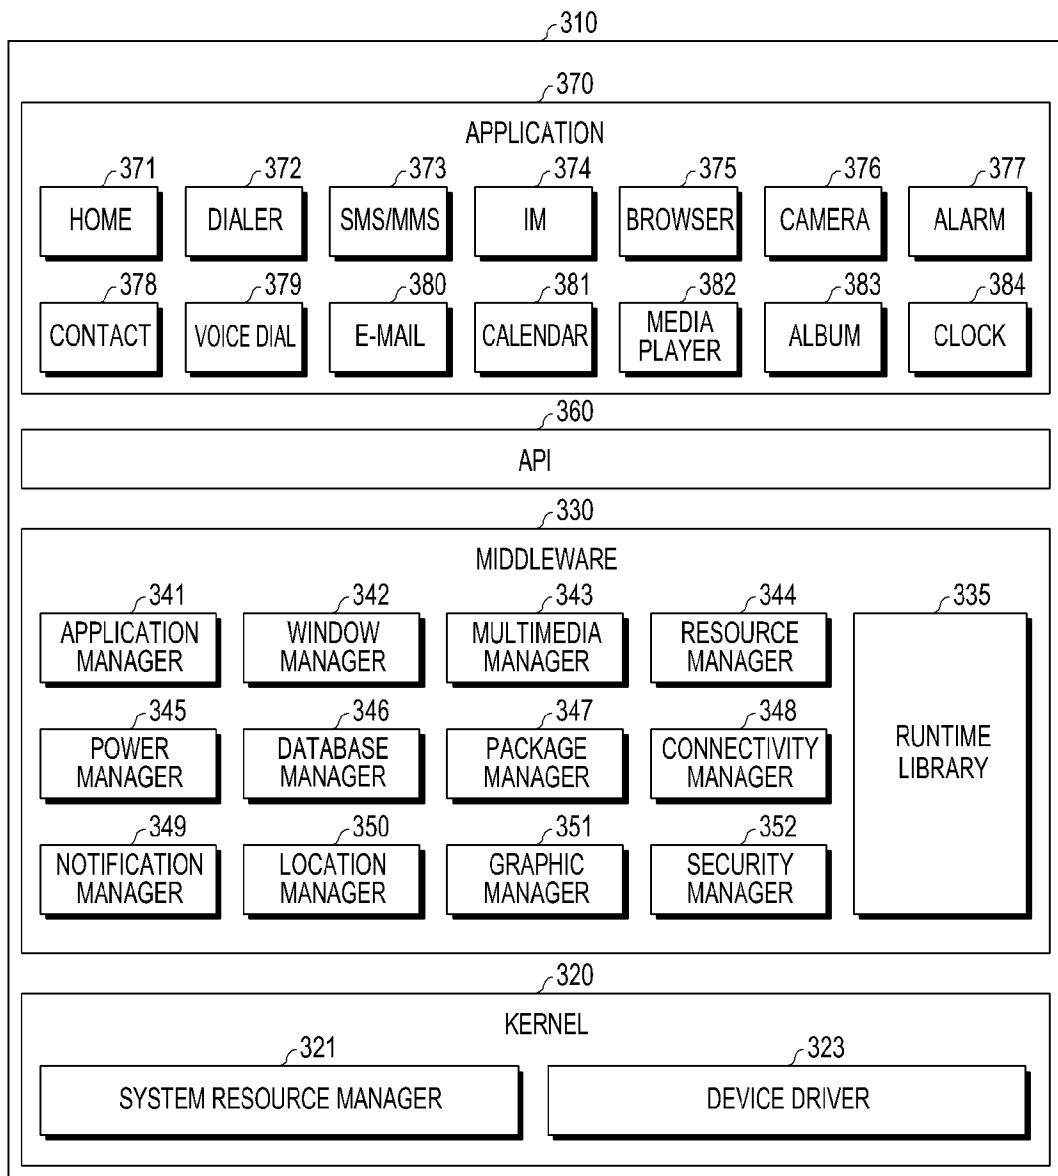 310
370
APPLICATION
371 372 373 374 375 376 377
HOME DIALER SMS/MMS IM BROWSER CAMERA ALARM
378 379 380 381 382 383 384
CONTACT VOICE DIAL E-MAIL CALENDAR MEDIA PLAYER ALBUM CLOCK
360
API
330
MIDDLEWARE
341 342 343 344 335
APPLICATION MANAGER WINDOW MANAGER MULTIMEDIA MANAGER RESOURCE MANAGER
345 346 347 348
POWER MANAGER DATABASE MANAGER PACKAGE MANAGER CONNECTIVITY MANAGER RUNTIME LIBRARY
349 350 351 352
NOTIFICATION MANAGER LOCATION MANAGER GRAPHIC MANAGER SECURITY MANAGER
320
KERNEL
321 323
SYSTEM RESOURCE MANAGER DEVICE DRIVER